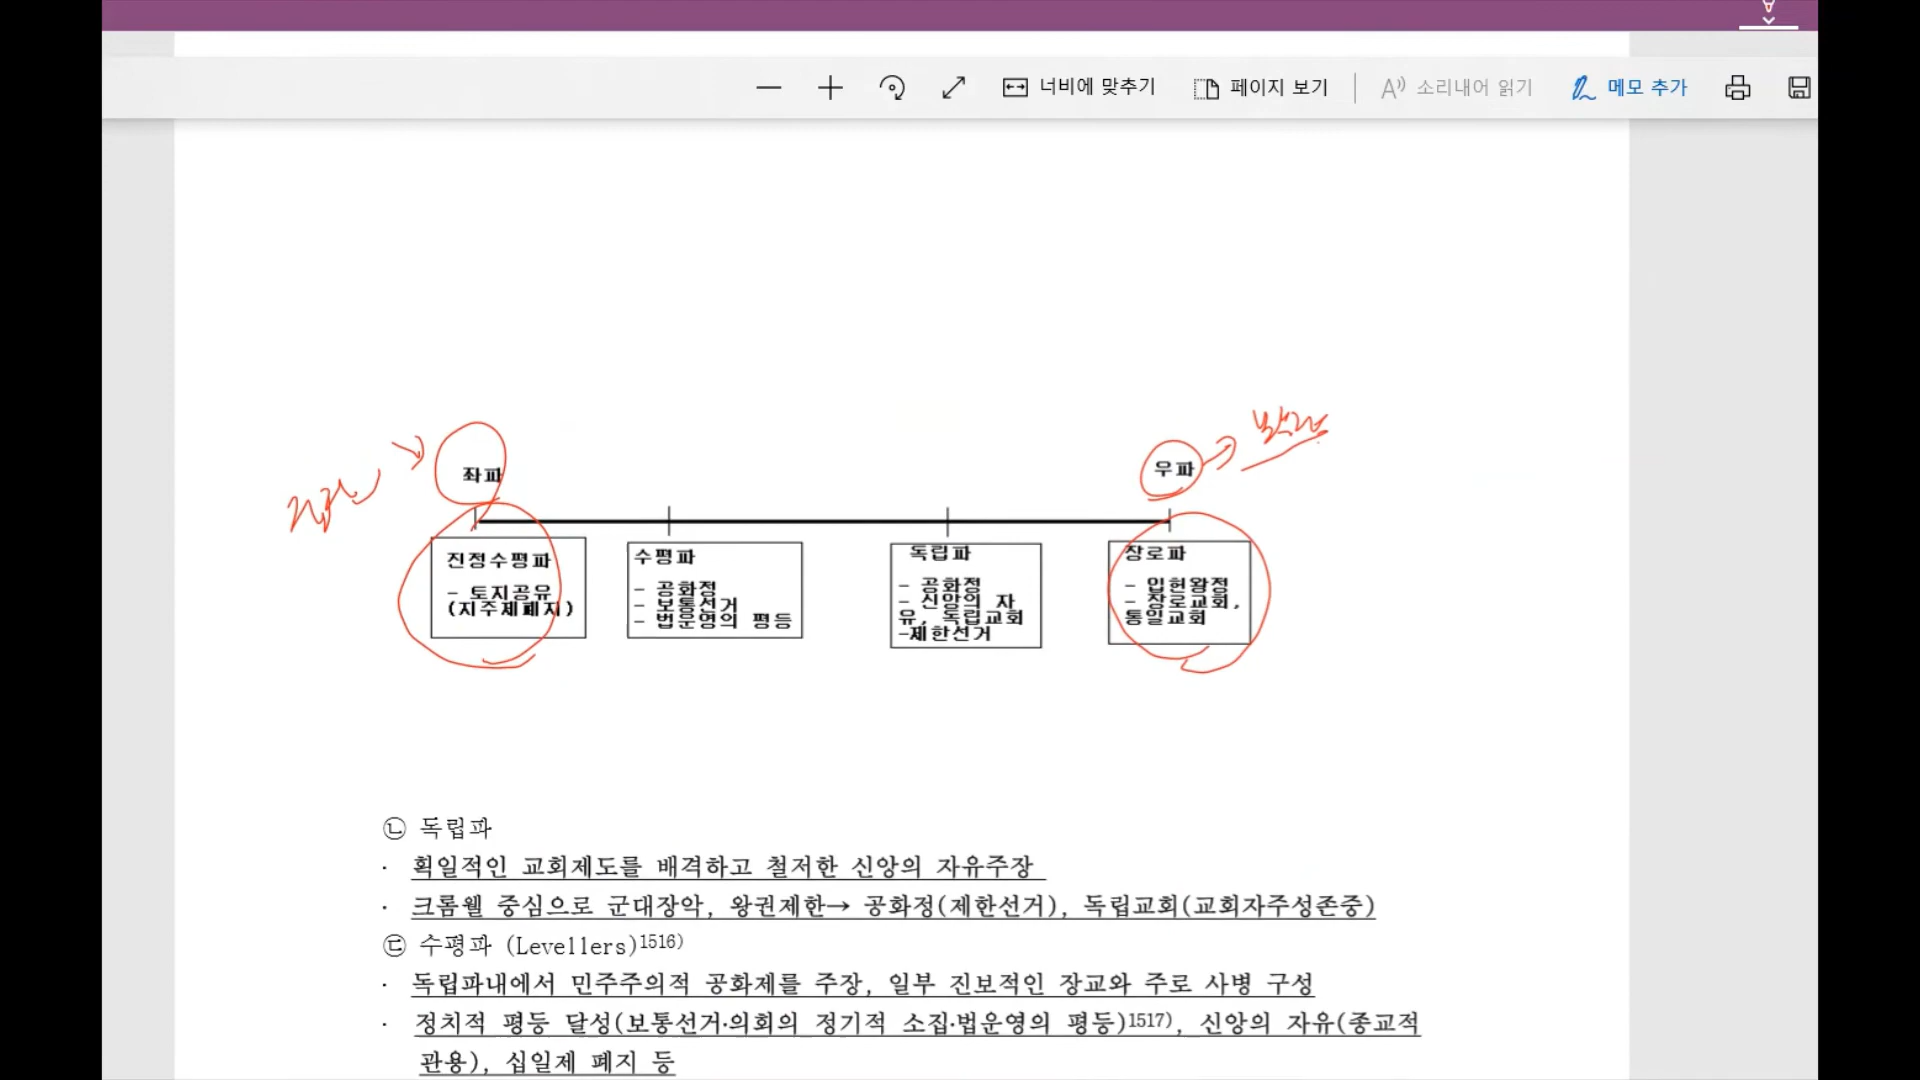 너비에 맞추기 페이지 보기 소리내어 읽기 메모 추가
좌파 우파
진정수평파
- 토지공유
(지주제폐지)
수평파
- 공화정
- 보통선거
- 법운영의 평등
독립파
- 공화정
- 신앙의 자
유, 독립교회
-제한선거
장로파
- 입헌왕정
- 장로교회,
통일교회
㉡ 독립파
· 획일적인 교회제도를 배격하고 철저한 신앙의 자유주장
· 크롬웰 중심으로 군대장악, 왕권제한→ 공화정(제한선거), 독립교회(교회자주성존중)
㉢ 수평파 (Levellers)1516)
· 독립파내에서 민주주의적 공화제를 주장, 일부 진보적인 장교와 주로 사병 구성
· 정치적 평등 달성(보통선거·의회의 정기적 소집·법운영의 평등)1517), 신앙의 자유(종교적
관용), 십일제 폐지 등